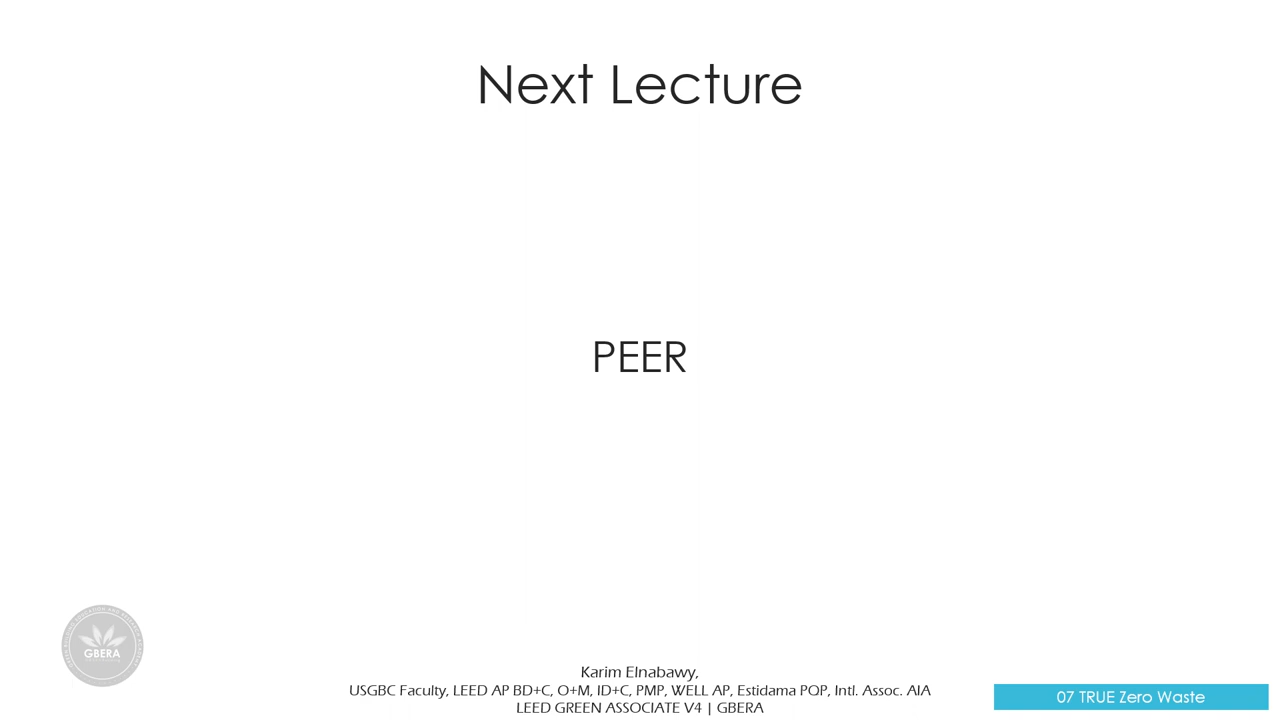 Next Lecture
PEER
GBERA
Karim Elnabawy,
USGBC Faculty, LEED AP BD+C, O+M, ID+C, PMP, WELL AP, Estidama POP, Intl. Assoc. AIA
LEED GREEN ASSOCIATE V4 | GBERA
07 TRUE Zero Waste